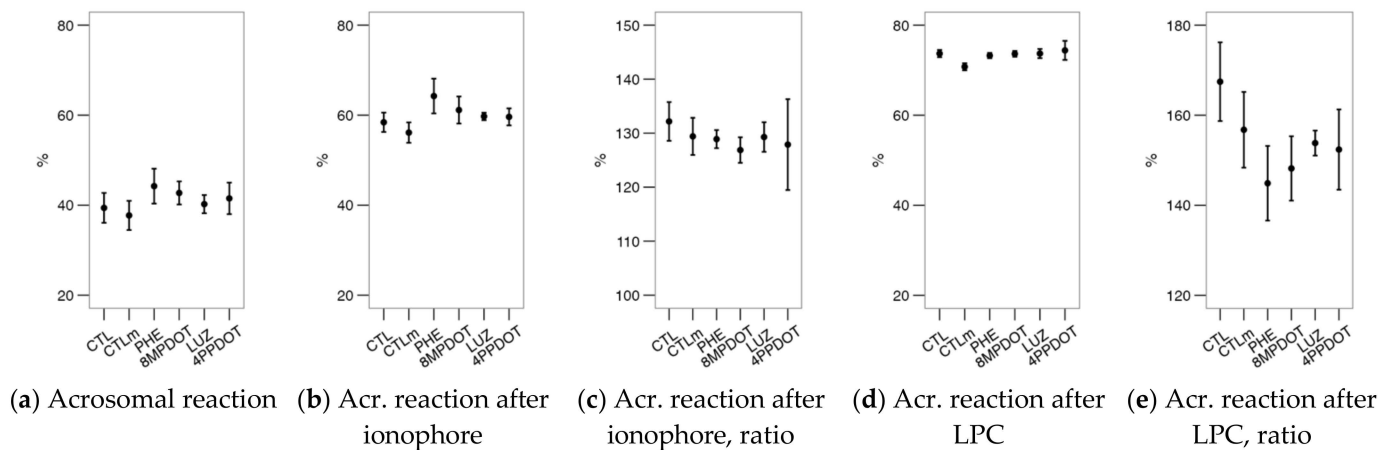 80
60
%
40
20
CTL
CTLm
PHE
8MPDOT
LUZ
4PPDOT
(a) Acrosomal reaction
80
60
%
40
20
CTL
CTLm
PHE
8MPDOT
LUZ
4PPDOT
(b) Acr. reaction after
ionophore
150
140
130
%
120
110
100
CTL
CTLm
PHE
8MPDOT
LUZ
4PPDOT
(c) Acr. reaction after
ionophore, ratio
80
60
%
40
20
CTL
CTLm
PHE
8MPDOT
LUZ
4PPDOT
(d) Acr. reaction after
LPC
180
160
%
140
120
CTL
CTLm
PHE
8MPDOT
LUZ
4PPDOT
(e) Acr. reaction after
LPC, ratio